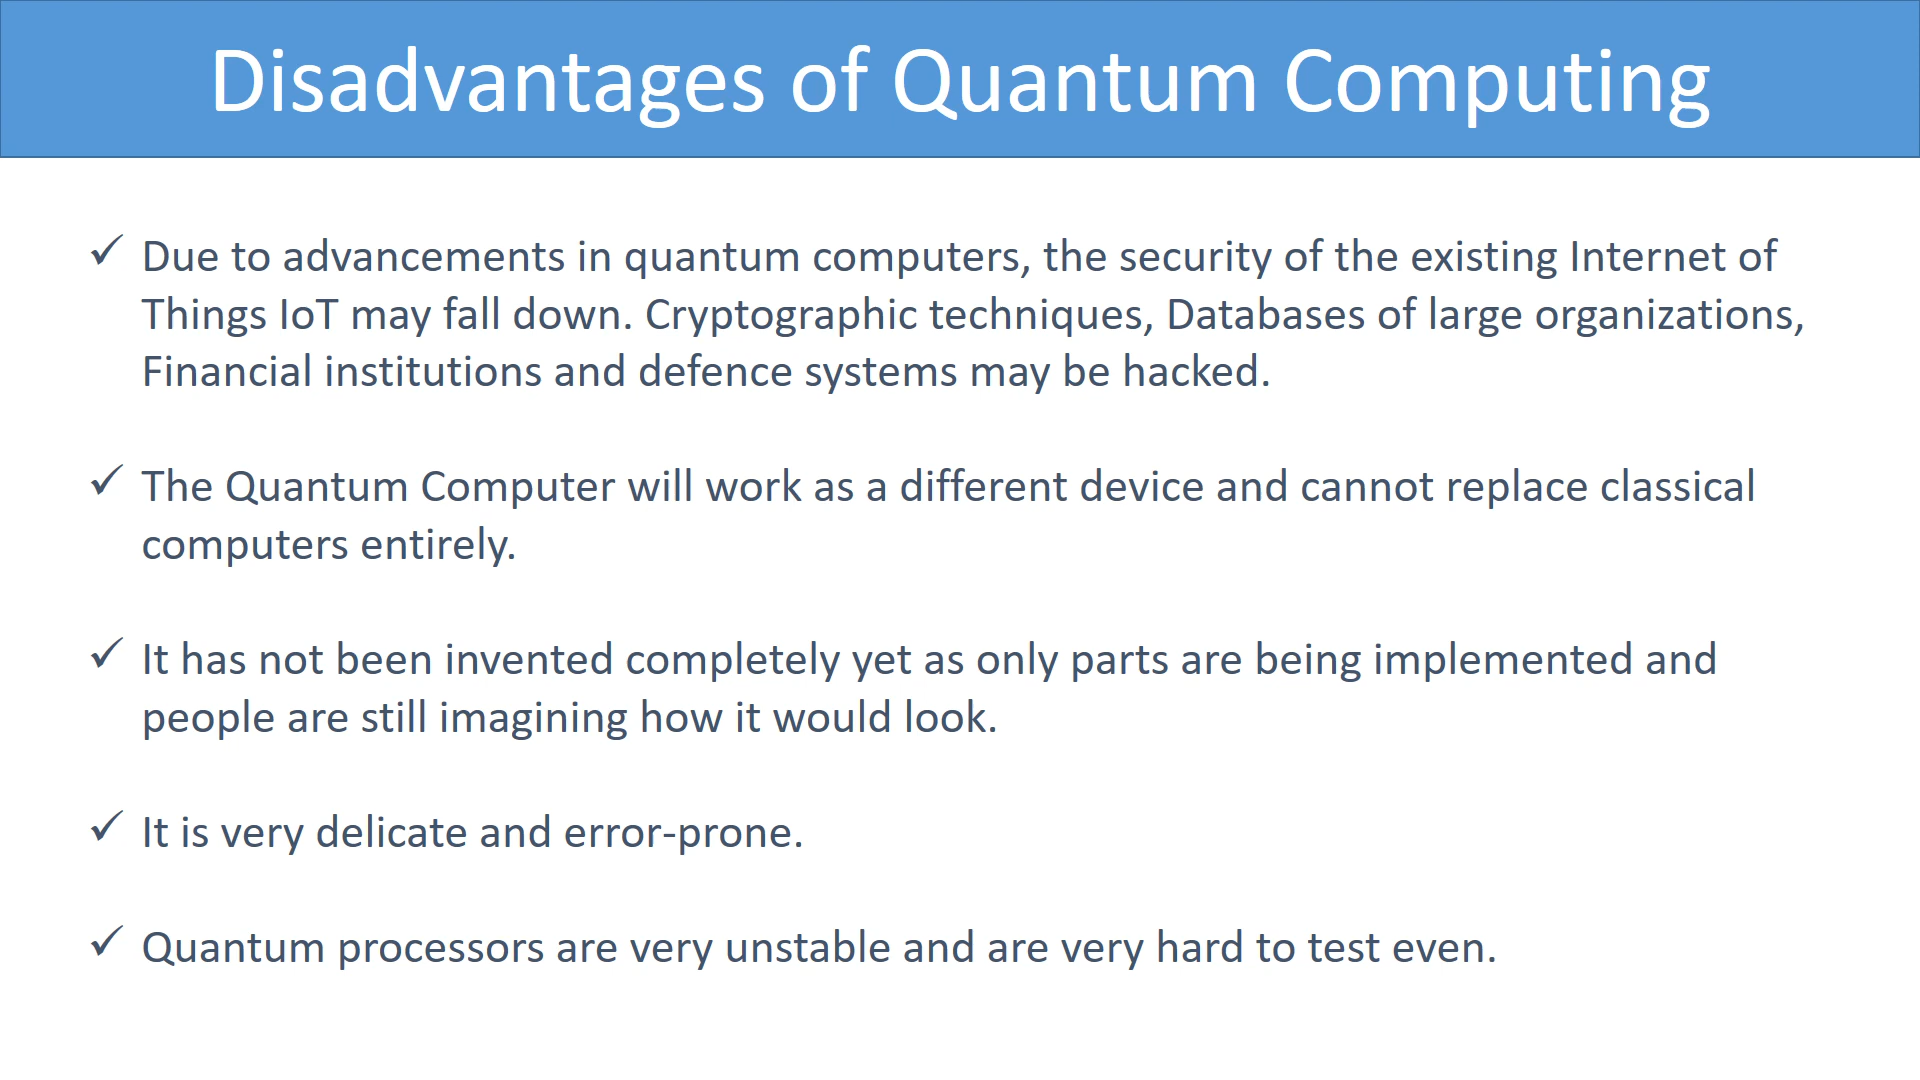 Disadvantages of Quantum Computing
✓ Due to advancements in quantum computers, the security of the existing Internet of
Things IoT may fall down. Cryptographic techniques, Databases of large organizations,
Financial institutions and defence systems may be hacked.
✓ The Quantum Computer will work as a different device and cannot replace classical
computers entirely.
✓ It has not been invented completely yet as only parts are being implemented and
people are still imagining how it would look.
✓ It is very delicate and error-prone.
✓ Quantum processors are very unstable and are very hard to test even.